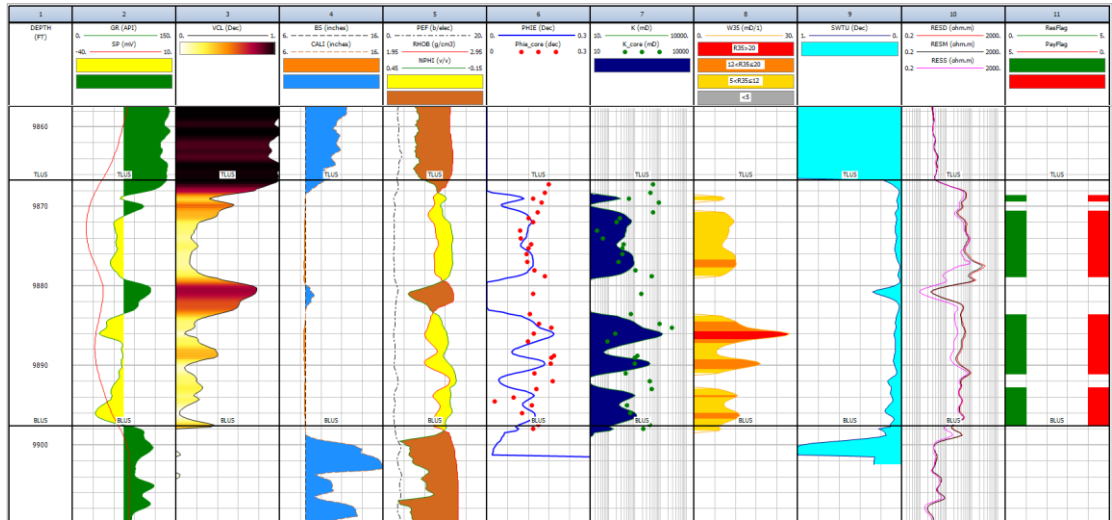 1 2 3 4 5 6 7 8 9 10 11
DEPTH (FT)
GR (API)
0. 150.
SP (mV)
-40. 10.
VCL (Dec)
0. 1.
BS (inches)
6. 16.
CALI (inches)
6. 16.
PEF (b/elec)
0. 20.
RHOB (g/cm3)
1.95 2.95
NPHI (v/v)
0.45 -0.15
PHIE (dec)
0. 0.3
Phie_core (dec)
0 0.3
K (mD)
10 10000.
K_core (mD)
10 10000.
W35 (mD/1)
0. 30.
R35>20
12<R35≤20
5<R35≤12
<5
SWTU (Dec)
1. 0.
RESD (ohm.m)
0.2 2000.
RESM (ohm.m)
0.2 2000.
RESS (ohm.m)
0.2 2000.
ResFlag
0. 5.
PayFlag
5. 0.
9860
TLUS TLUS TLUS TLUS TLUS TLUS TLUS TLUS TLUS TLUS
9870
9880
9890
BLUS BLUS BLUS BLUS BLUS BLUS BLUS BLUS BLUS BLUS
9900